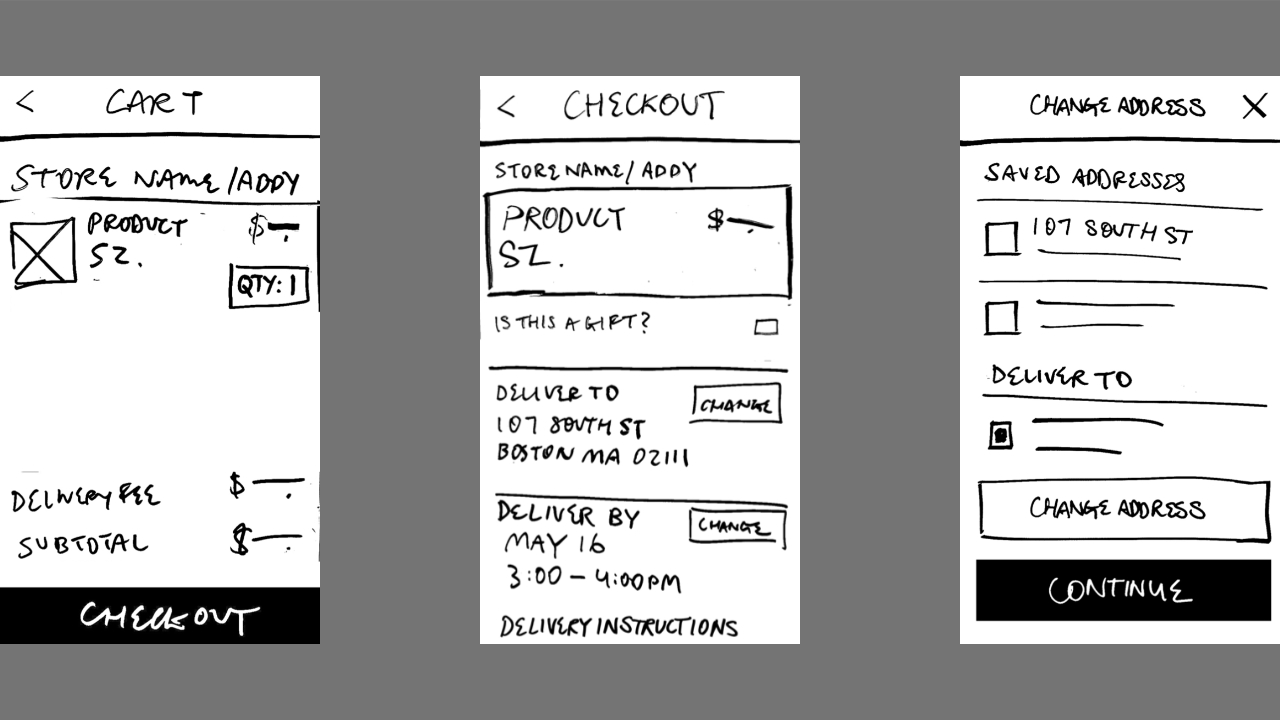 < CART
STORE NAME/ADDY
PRODUCT $—.
SZ.
QTY: 1
DELIVERY FEE $—.
SUBTOTAL $—.
CHECKOUT
< CHECKOUT
STORE NAME/ADDY
PRODUCT $—.
SZ.
IS THIS A GIFT?
DELIVER TO CHANGE
107 SOUTH ST
BOSTON MA 02111
DELIVER BY CHANGE
MAY 16
3:00 – 4:00PM
DELIVERY INSTRUCTIONS
CHANGE ADDRESS X
SAVED ADDRESSES
107 SOUTH ST
DELIVER TO
CHANGE ADDRESS
CONTINUE